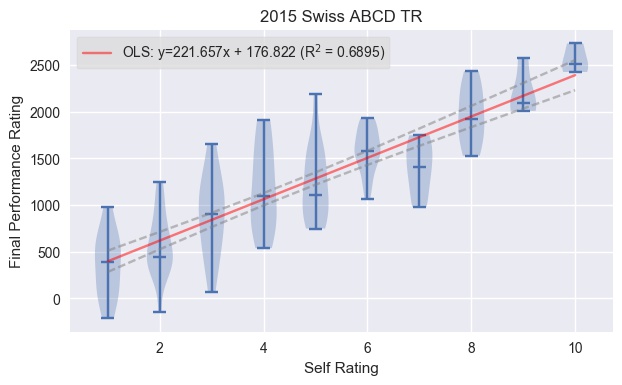 2015 Swiss ABCD TR
OLS: y=221.657x + 176.822 (R² = 0.6895)
Final Performance Rating
2500
2000
1500
1000
500
0
2 4 6 8 10
Self Rating